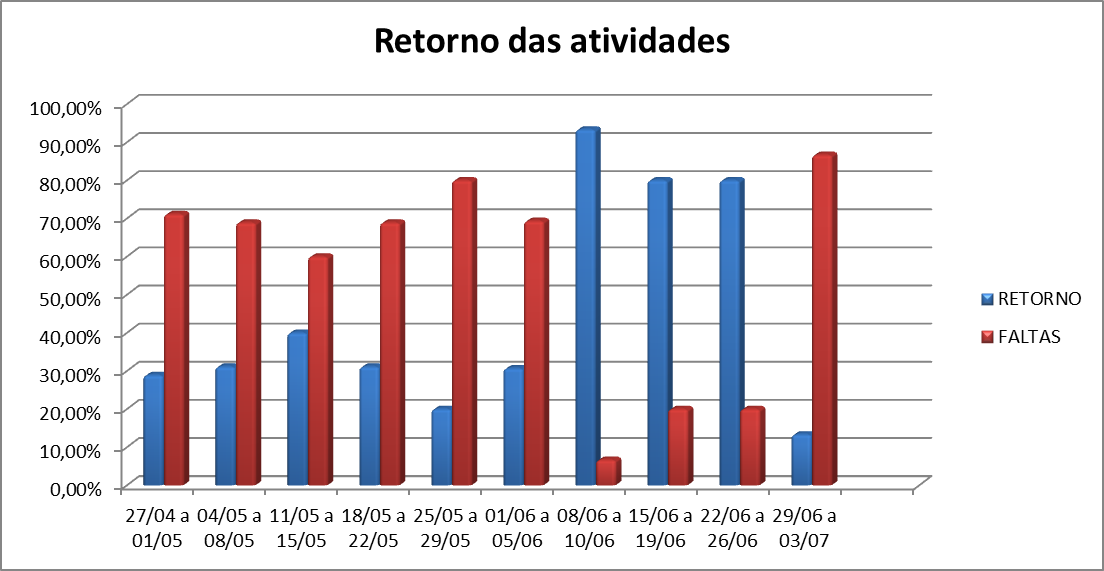 Retorno das atividades
100,00%
90,00%
80,00%
70,00%
60,00%
50,00%
40,00%
30,00%
20,00%
10,00%
0,00%
27/04 a 01/05
04/05 a 08/05
11/05 a 15/05
18/05 a 22/05
25/05 a 29/05
01/06 a 05/06
08/06 a 10/06
15/06 a 19/06
22/06 a 26/06
29/06 a 03/07
RETORNO
FALTAS